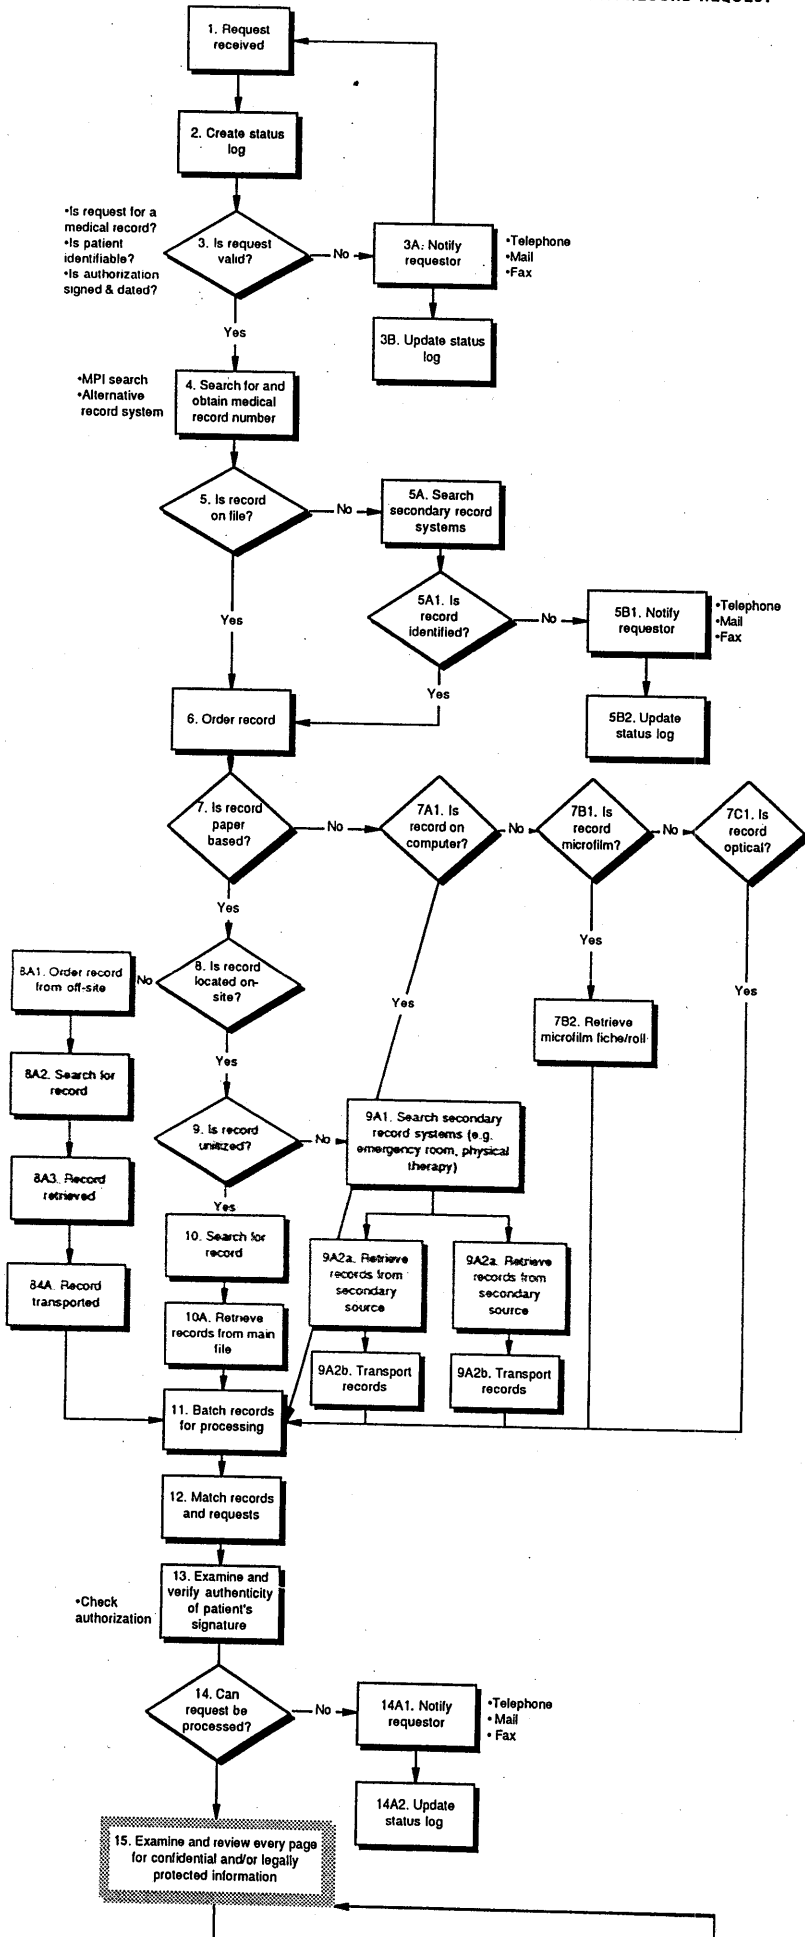 1. Request
received
2. Create status
log
•Is request for a
medical record?
•Is patient
identifiable?
•Is authorization
signed & dated?
3. Is request
valid?
No
3A. Notify
requestor
•Telephone
•Mail
•Fax
3B. Update status
log
Yes
•MPI search
•Alternative
record system
4. Search for and
obtain medical
record number
5. Is record
on file?
No
5A. Search
secondary record
systems
5A1. Is
record
identified?
No
5B1. Notify
requestor
•Telephone
•Mail
•Fax
5B2. Update
status log
Yes
Yes
6. Order record
7. Is record
paper
based?
No
7A1. Is
record on
computer?
No
7B1. Is
record
microfilm?
No
7C1. Is
record
optical?
Yes
Yes
Yes
Yes
8. Is record
located on-
site?
No
8A1. Order record
from off-site
7B2. Retrieve
microfilm fiche/roll
8A2. Search for
record
Yes
9. Is record
unitized?
No
9A1. Search secondary
record systems (e.g.
emergency room, physical
therapy)
8A3. Record
retrieved
Yes
10. Search for
record
9A2a. Retrieve
records from
secondary
source
9A2a. Retrieve
records from
secondary
source
84A. Record
transported
10A. Retrieve
records from main
file
9A2b. Transport
records
9A2b. Transport
records
11. Batch records
for processing
12. Match records
and requests
•Check
authorization
13. Examine and
verify authenticity
of patient's
signature
14. Can
request be
processed?
No
14A1. Notify
requestor
•Telephone
• Mail
• Fax
14A2. Update
status log
15. Examine and review every page
for confidential and/or legally
protected information